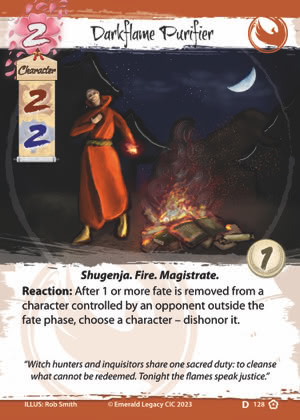 2
Darkflame Purifier
Character
2
2
1
Shugenja. Fire. Magistrate.
Reaction: After 1 or more fate is removed from a
character controlled by an opponent outside the
fate phase, choose a character – dishonor it.
"Witch hunters and inquisitors share one sacred duty: to cleanse
what cannot be redeemed. Tonight the flames speak justice."
ILLUS: Rob Smith
© Emerald Legacy CIC 2023
D 128